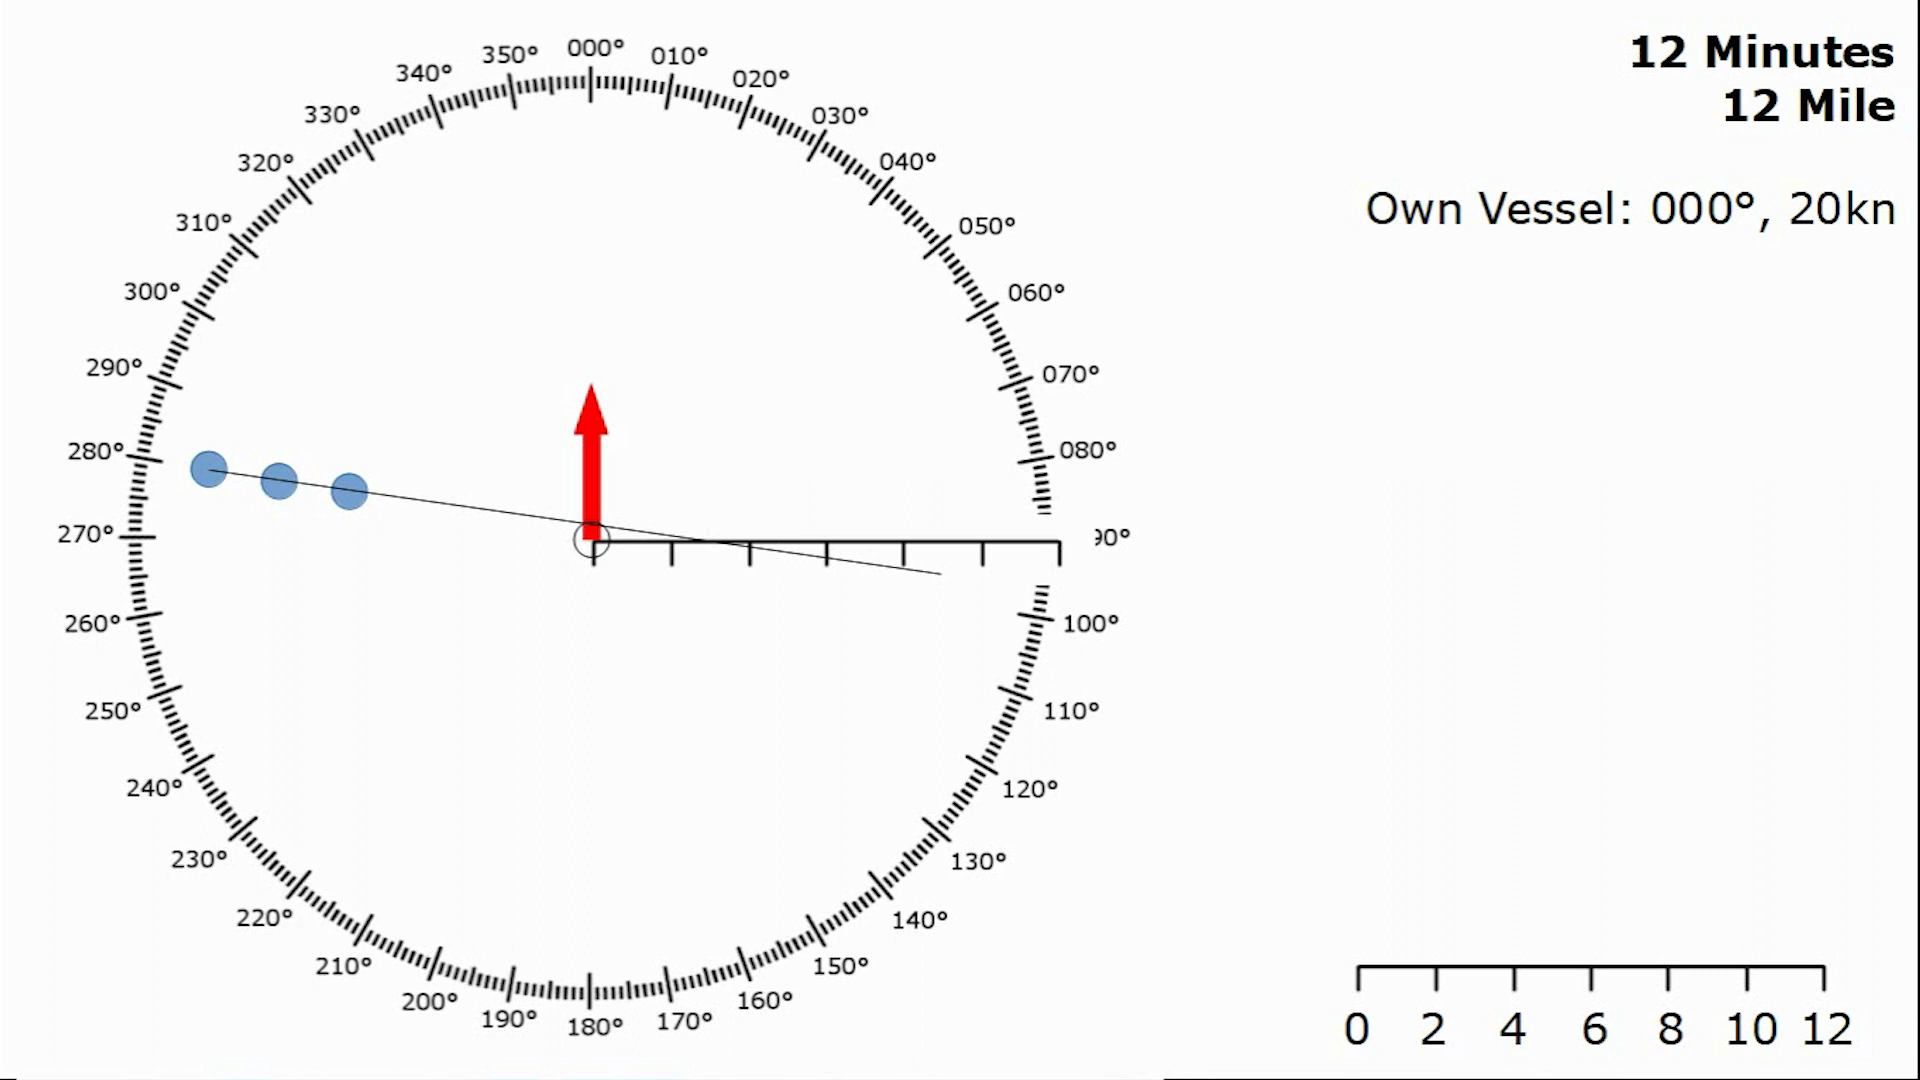 12 Minutes
12 Mile
Own Vessel: 000°, 20kn
350° 000° 010°
340° 020°
330° 030°
320° 040°
310° 050°
300° 060°
290° 070°
280° 080°
270° 90°
260° 100°
250° 110°
240° 120°
230° 130°
220° 140°
210° 150°
200° 160°
190° 180° 170°
0 2 4 6 8 10 12